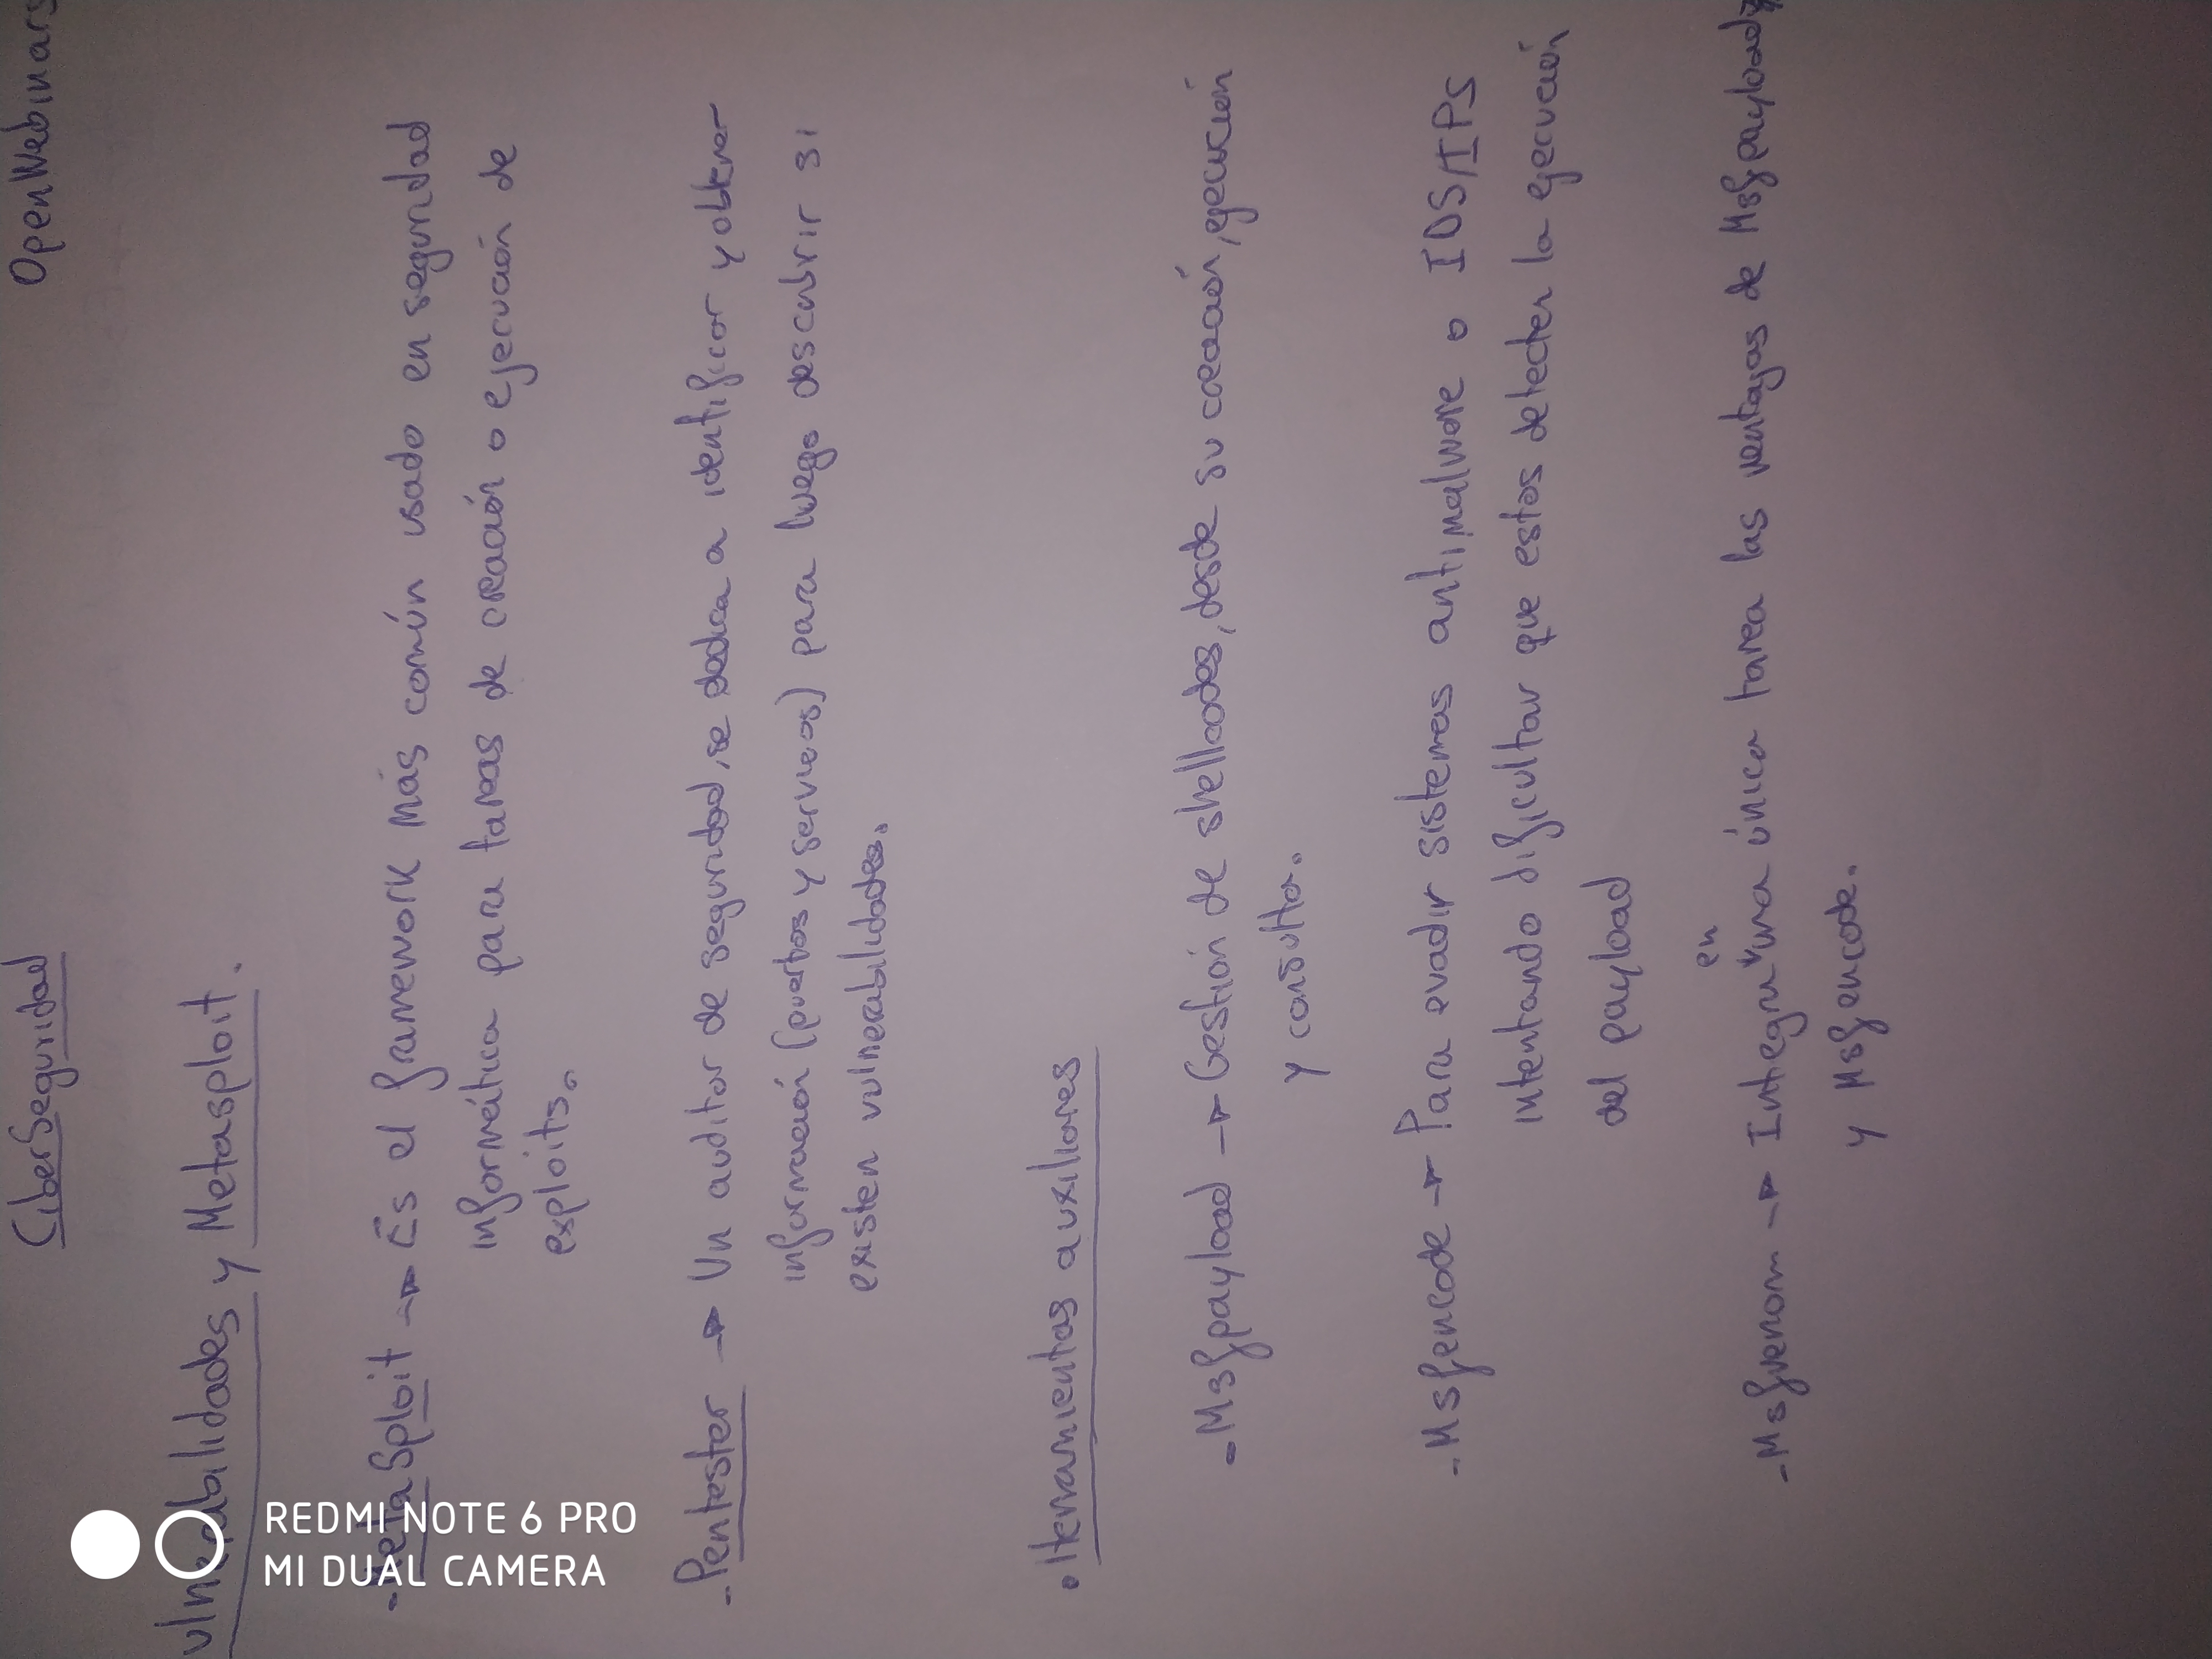 CiberSeguridad OpenWebinars
vulnerabilidades y Metasploit.
-MetaSploit → Es el framework más común usado en seguridad
informática para tareas de creación o ejecución de
exploits.
-Pentester → Un auditor de seguridad, se dedica a identificar y obtener
información (puertos y servicios) para luego descubrir si
existen vulnerabilidades.
• Herramientas auxiliares
-Msfpayload → Gestión de shellcodes, desde su creación, ejecución
y consulta.
-Msfencode → Para evadir sistemas antimalware o IDS/IPS
intentando dificultar que estos detecten la ejecución
del payload
-Msfvenom → Integra en una única tarea las ventajas de Msfpayload
y Msfencode.
REDMI NOTE 6 PRO
MI DUAL CAMERA